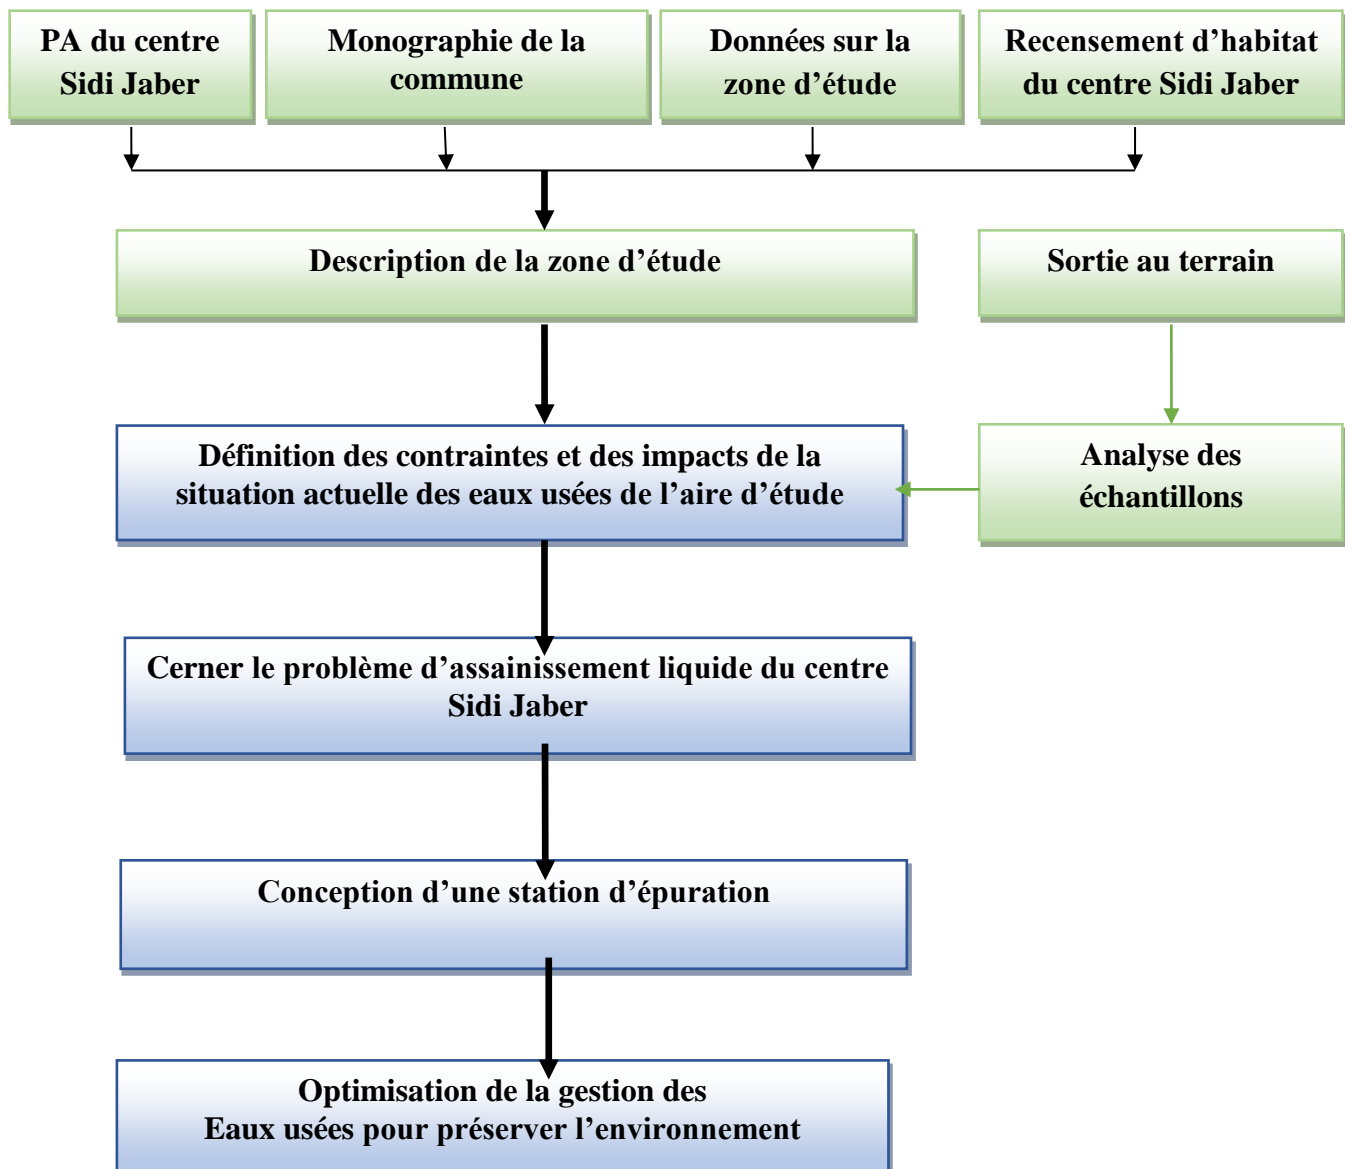 PA du centre
Sidi Jaber
Monographie de la
commune
Données sur la
zone d’étude
Recensement d’habitat
du centre Sidi Jaber
Description de la zone d’étude
Sortie au terrain
Définition des contraintes et des impacts de la
situation actuelle des eaux usées de l’aire d’étude
Analyse des
échantillons
Cerner le problème d’assainissement liquide du centre
Sidi Jaber
Conception d’une station d’épuration
Optimisation de la gestion des
Eaux usées pour préserver l’environnement